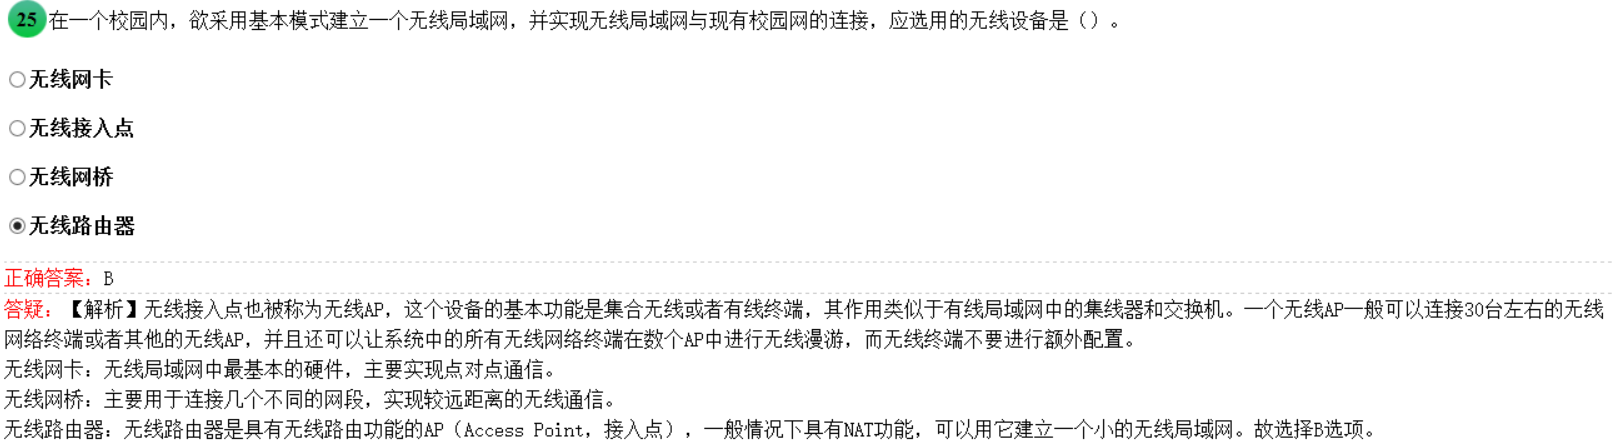 25 在一个校园内，欲采用基本模式建立一个无线局域网，并实现无线局域网与现有校园网的连接，应选用的无线设备是（）。
无线网卡
无线接入点
无线网桥
无线路由器
正确答案：B
答疑：【解析】无线接入点也被称为无线AP，这个设备的基本功能是集合无线或者有线终端，其作用类似于有线局域网中的集线器和交换机。一个无线AP一般可以连接30台左右的无线
网络终端或者其他的无线AP，并且还可以让系统中的所有无线网络终端在数个AP中进行无线漫游，而无线终端不要进行额外配置。
无线网卡：无线局域网中最基本的硬件，主要实现点对点通信。
无线网桥：主要用于连接几个不同的网段，实现较远距离的无线通信。
无线路由器：无线路由器是具有无线路由功能的AP（Access Point，接入点），一般情况下具有NAT功能，可以用它建立一个小的无线局域网。故选择B选项。